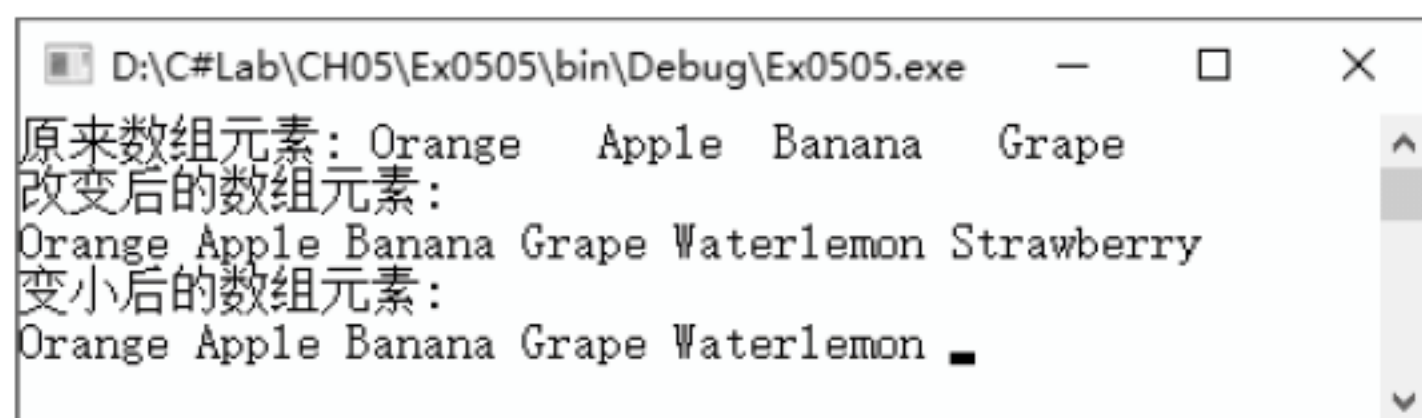 D:\C#Lab\CH05\Ex0505\bin\Debug\Ex0505.exe
原来数组元素: Orange   Apple  Banana   Grape
改变后的数组元素:
Orange Apple Banana Grape Waterlemon Strawberry
变小后的数组元素:
Orange Apple Banana Grape Waterlemon